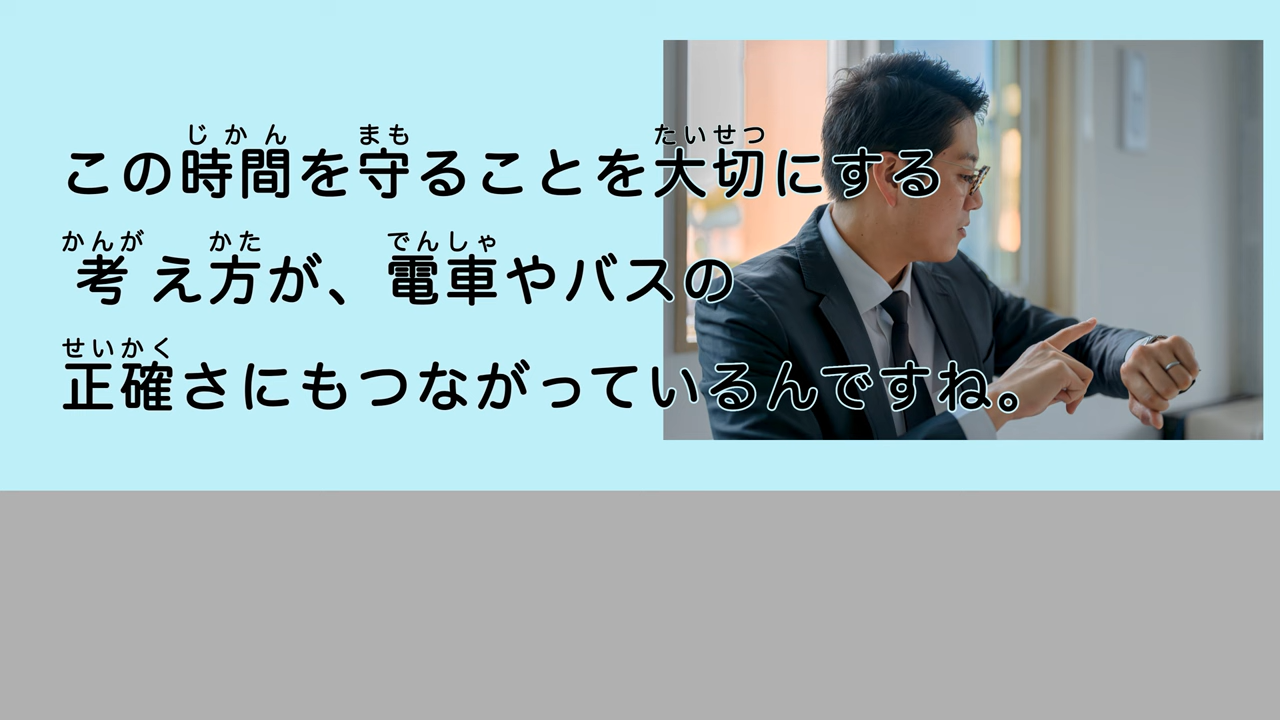 この時間を守ることを大切にする
考え方が、電車やバスの
正確さにもつながっているんですね。